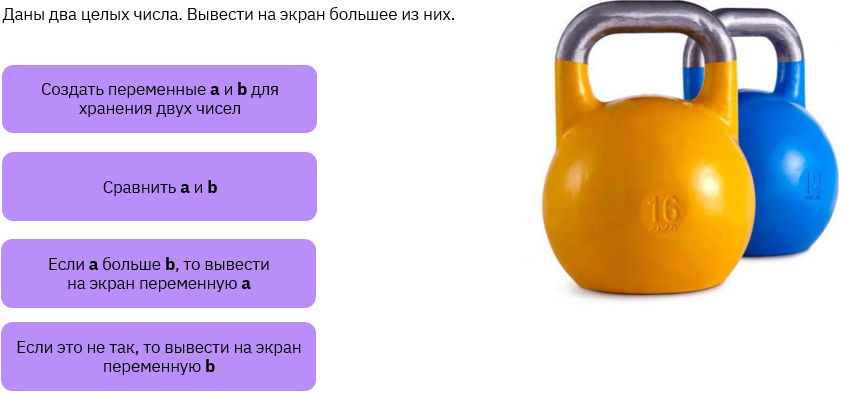 Даны два целых числа. Вывести на экран большее из них.
Создать переменные a и b для
хранения двух чисел
Сравнить a и b
Если a больше b, то вывести
на экран переменную a
Если это не так, то вывести на экран
переменную b
16
12